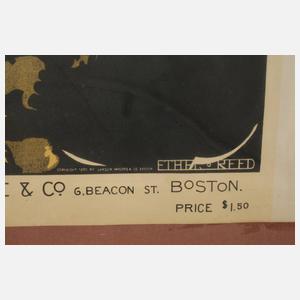 ETHEL REED
& CO 6, BEACON ST. BOSTON.
PRICE $1.50